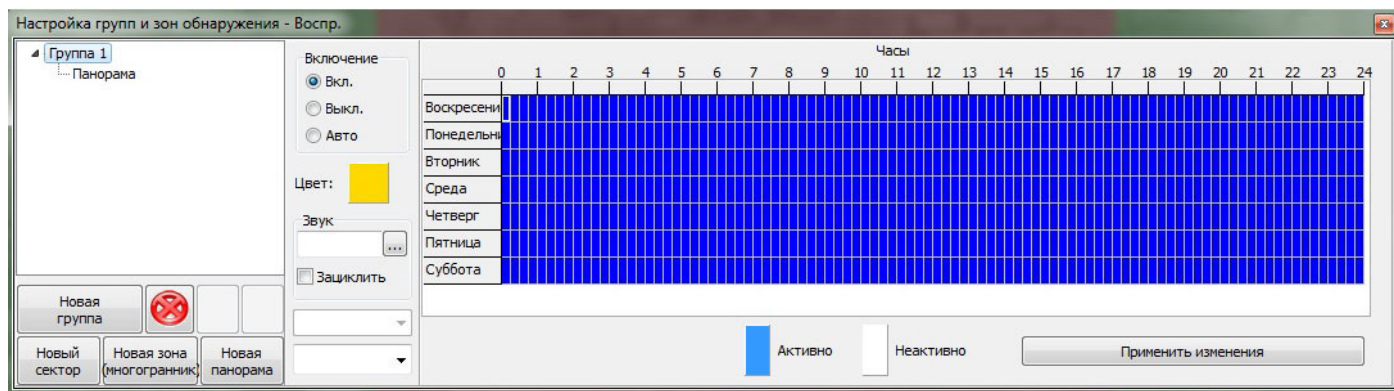 Настройка групп и зон обнаружения - Воспр.
Группа 1
Панорама
Новая группа
Новый сектор
Новая зона (многогранник)
Новая панорама
Включение
Вкл.
Выкл.
Авто
Цвет:
Звук
...
Зациклить
Часы
0 1 2 3 4 5 6 7 8 9 10 11 12 13 14 15 16 17 18 19 20 21 22 23 24
Воскресени
Понедельни
Вторник
Среда
Четверг
Пятница
Суббота
Активно
Неактивно
Применить изменения